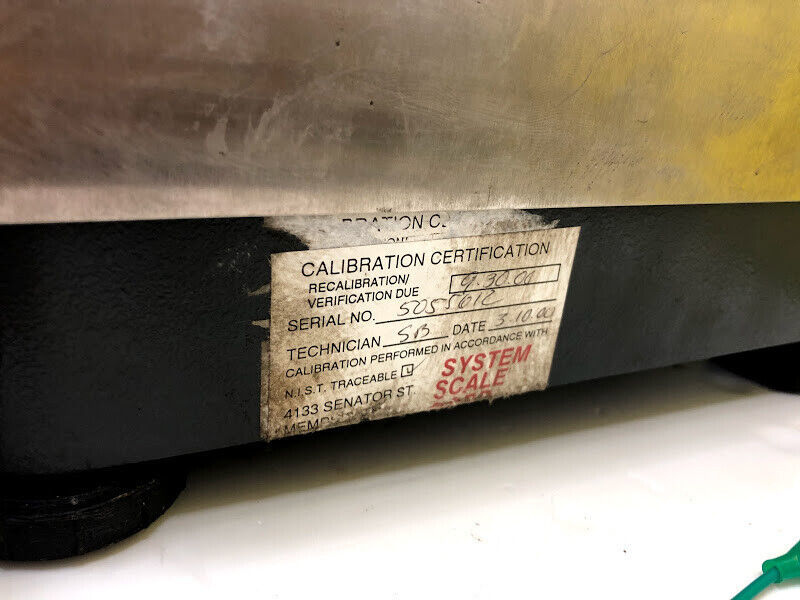 CALIBRATION CERTIFICATION
RECALIBRATION/
VERIFICATION DUE 9.30.00
SERIAL NO. 505561C
TECHNICIAN SB DATE 3.10.00
CALIBRATION PERFORMED IN ACCORDANCE WITH
N.I.S.T. TRACEABLE
SYSTEM
SCALE
4133 SENATOR ST.